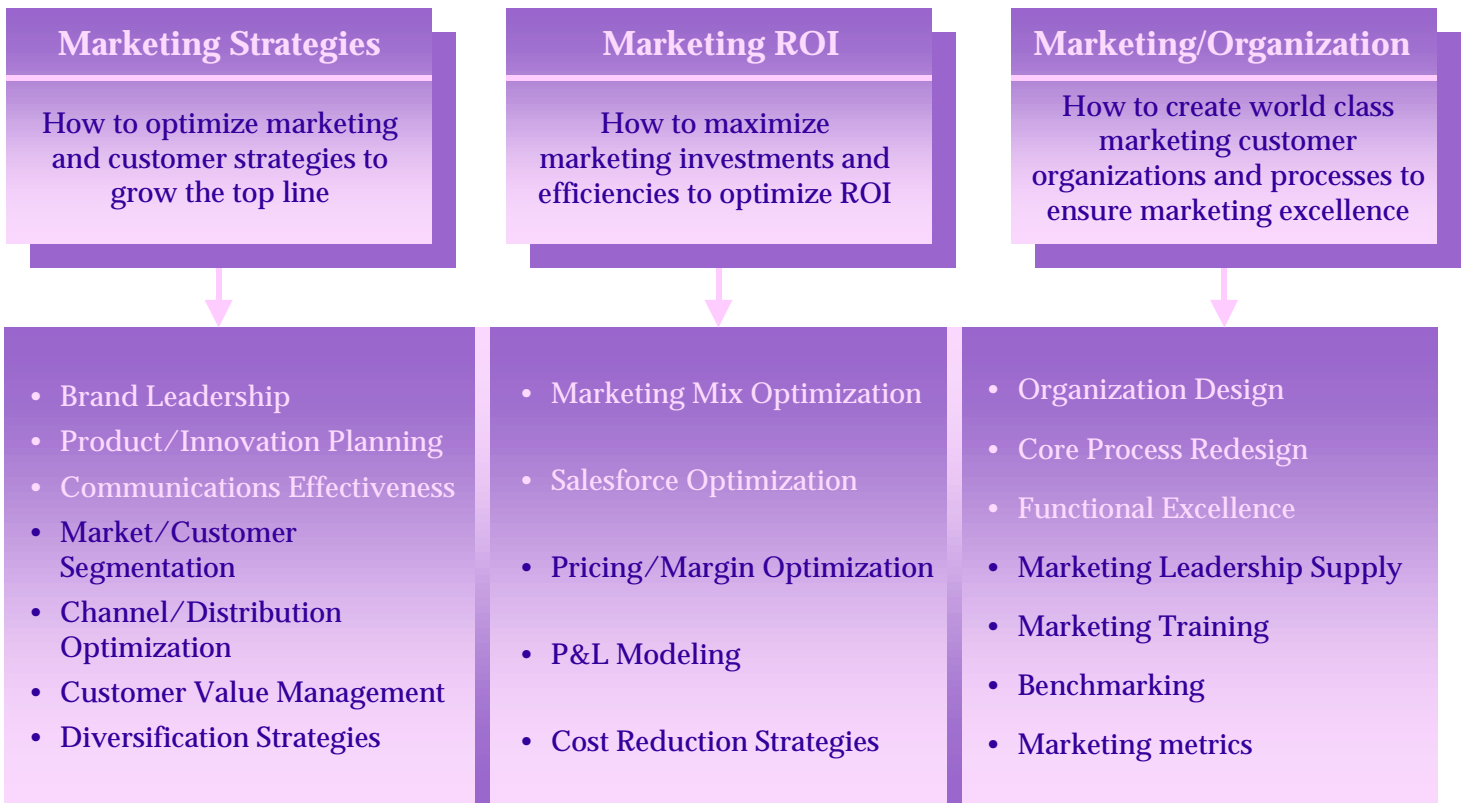 Marketing Strategies
How to optimize marketing
and customer strategies to
grow the top line
• Brand Leadership
• Product/Innovation Planning
• Communications Effectiveness
• Market/Customer
Segmentation
• Channel/Distribution
Optimization
• Customer Value Management
• Diversification Strategies
Marketing ROI
How to maximize
marketing investments and
efficiencies to optimize ROI
• Marketing Mix Optimization
• Salesforce Optimization
• Pricing/Margin Optimization
• P&L Modeling
• Cost Reduction Strategies
Marketing/Organization
How to create world class
marketing customer
organizations and processes to
ensure marketing excellence
• Organization Design
• Core Process Redesign
• Functional Excellence
• Marketing Leadership Supply
• Marketing Training
• Benchmarking
• Marketing metrics